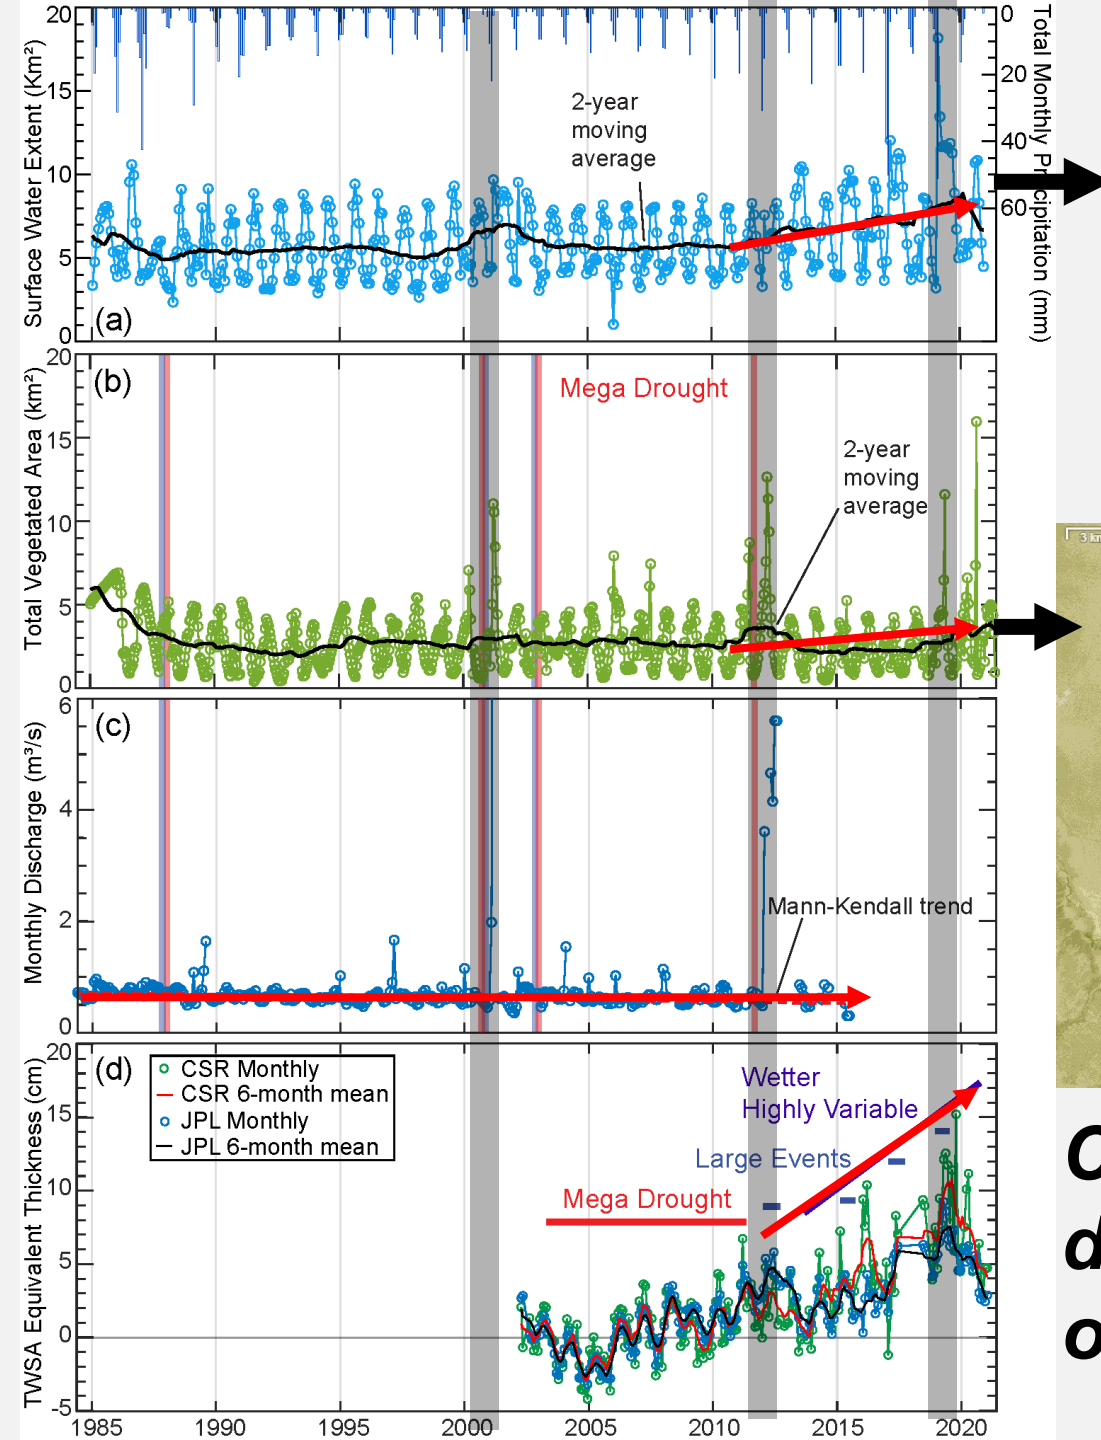 20
15
10
5
0
Surface Water Extent (Km²)
(a)
2-year
moving
average
0
20
40
60
Total Monthly Precipitation (mm)
20
15
10
5
0
Total Vegetated Area (km²)
(b)
Mega Drought
2-year
moving
average
3 km
6
4
2
0
Monthly Discharge (m³/s)
(c)
Mann-Kendall trend
20
15
10
5
0
-5
TWSA Equivalent Thickness (cm)
(d)
CSR Monthly
CSR 6-month mean
JPL Monthly
JPL 6-month mean
Wetter
Highly Variable
Large Events
Mega Drought
1985
1990
1995
2000
2005
2010
2015
2020
d